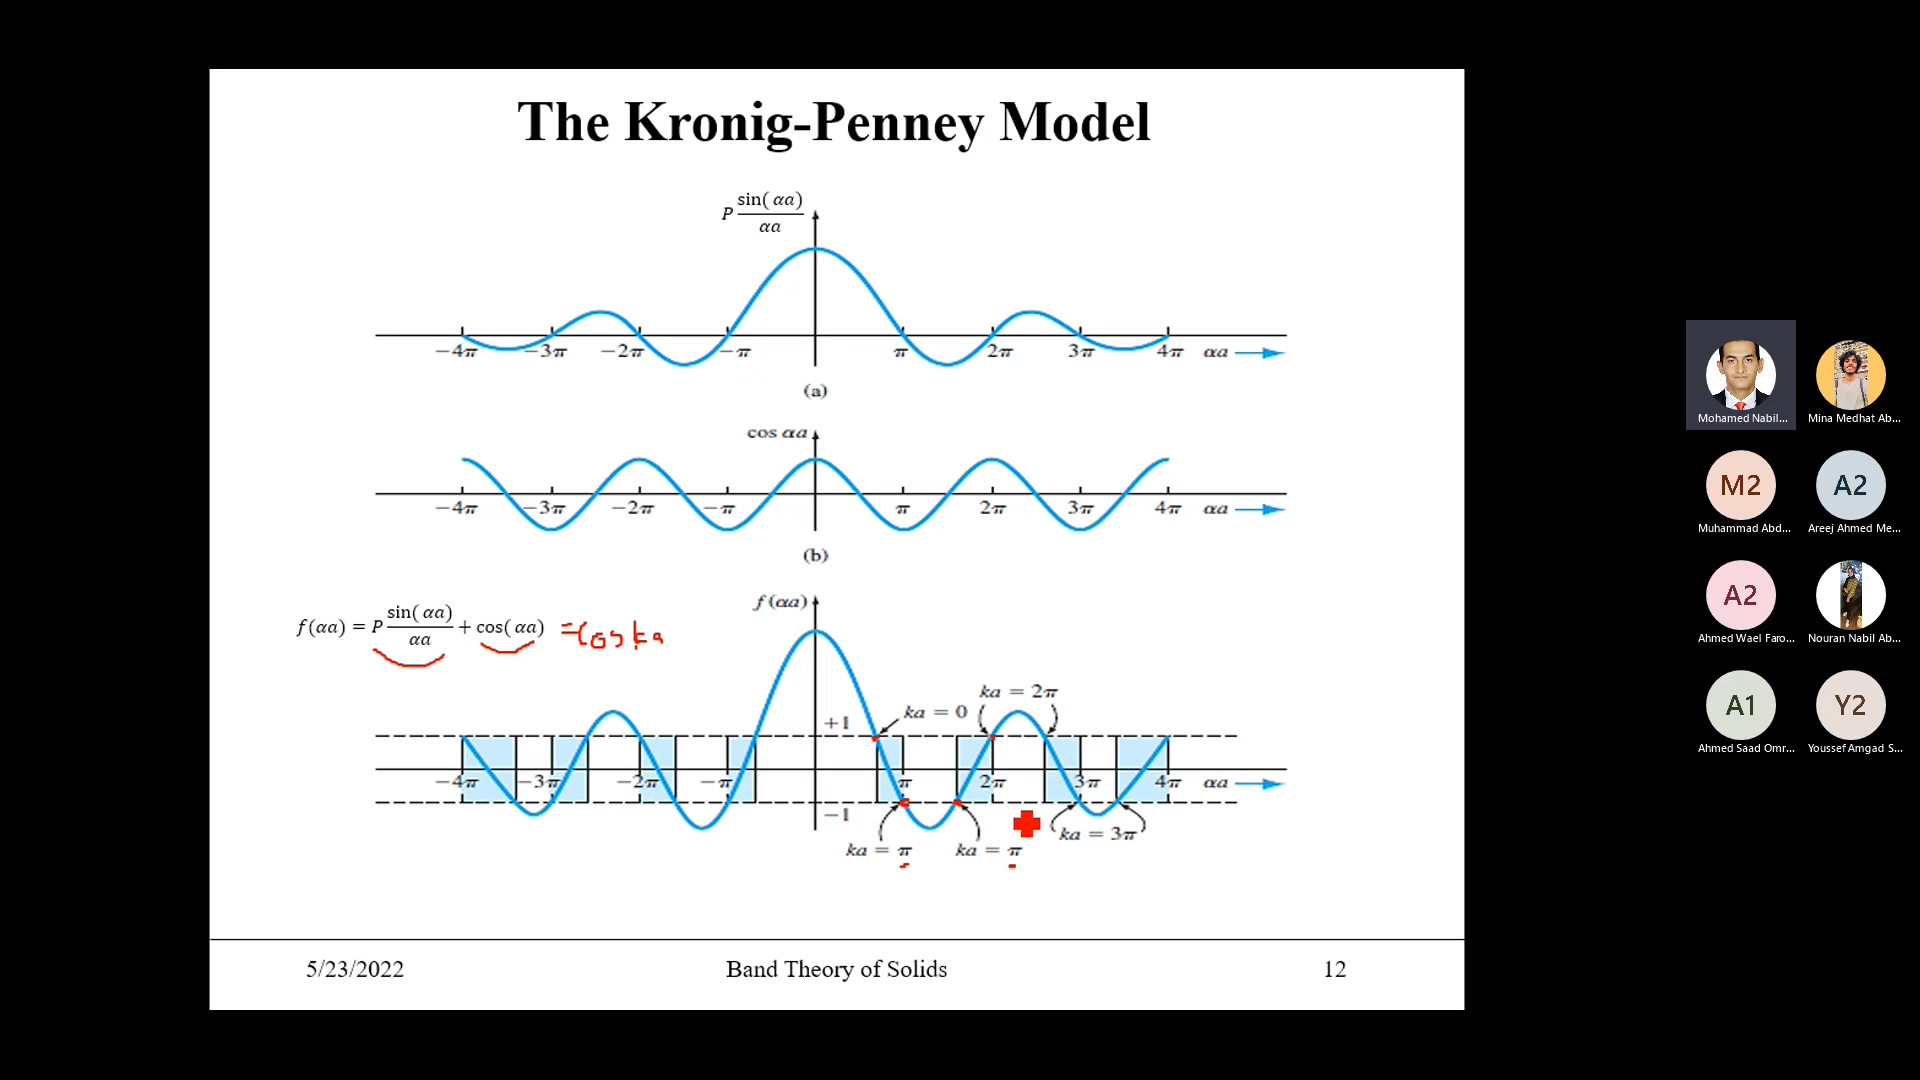 The Kronig-Penney Model
P sin( αa)
αa
−4π −3π −2π −π π 2π 3π 4π αa
(a)
cos αa
−4π −3π −2π −π π 2π 3π 4π αa
(b)
f (αa)
f(αa) = P sin( αa) / αa + cos( αa) = Cos ka
ka = 2π
ka = 0
+1
−4π −3π −2π −π π 2π 3π 4π αa
−1
ka = 3π
ka = π ka = π
5/23/2022 Band Theory of Solids 12
Mohamed Nabil... Mina Medhat Ab...
M2 A2
Muhammad Abd... Areej Ahmed Me...
A2
Ahmed Wael Faro... Nouran Nabil Ab...
A1 Y2
Ahmed Saad Omr... Youssef Amgad S...